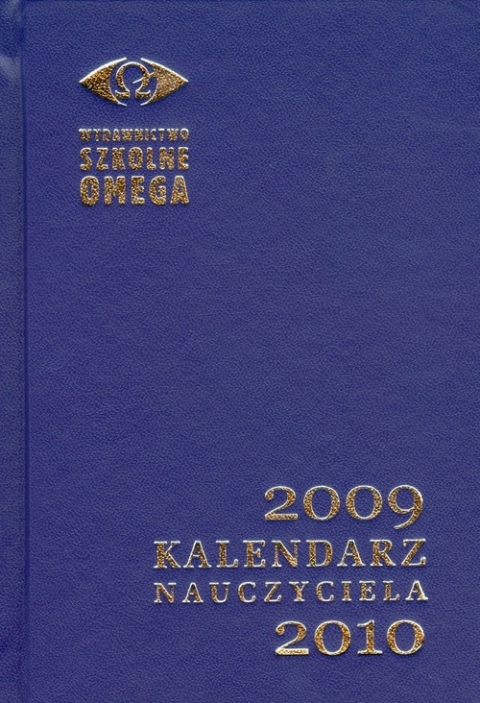 Ω
WYDAWNICTWO
SZKOLNE
OMEGA
2009
KALENDARZ
NAUCZYCIELA
2010